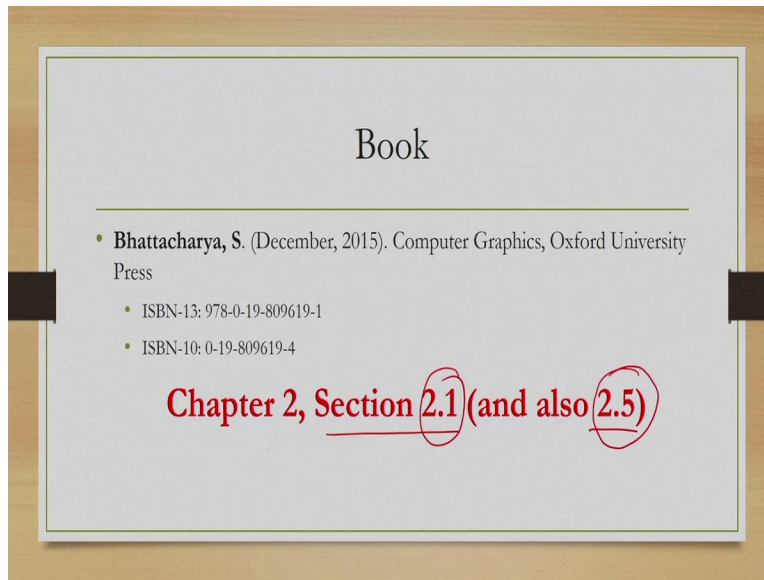 Book
• Bhattacharya, S. (December, 2015). Computer Graphics, Oxford University
Press
• ISBN-13: 978-0-19-809619-1
• ISBN-10: 0-19-809619-4
Chapter 2, Section 2.1 (and also 2.5)